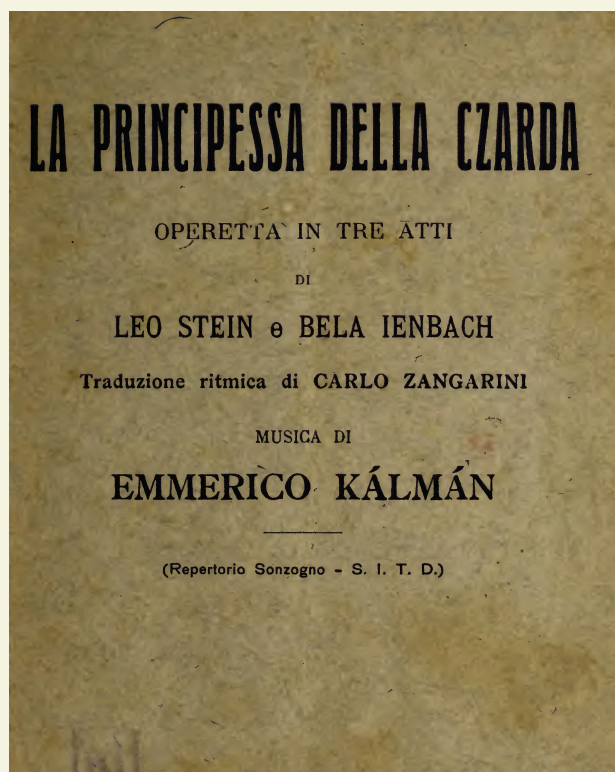 LA PRINCIPESSA DELLA CZARDA
OPERETTA IN TRE ATTI
DI
LEO STEIN e BELA IENBACH
Traduzione ritmica di CARLO ZANGARINI
MUSICA DI
EMMERICO KÁLMÁN
(Repertorio Sonzogno - S. I. T. D.)